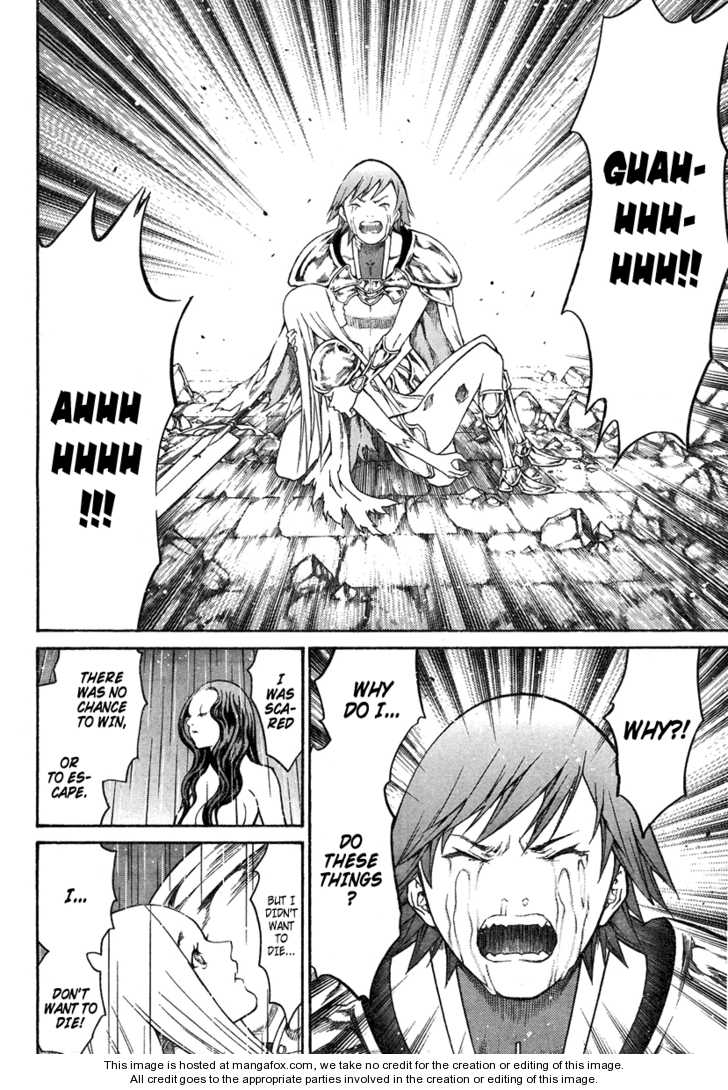 GUAH-
HHH-
HHH!!
AHHH
HHHH
!!!
WHY?!
WHY
DO I...
DO
THESE
THINGS
?
I
WAS
SCA-
RED
THERE
WAS NO
CHANCE
TO WIN,
OR
TO ES-
CAPE.
BUT I
DIDN'T
WANT
TO
DIE...
I...
DON'T
WANT TO
DIE!
This image is hosted at mangafox.com, we take no credit for the creation or editing of this image.
All credit goes to the appropriate parties involved in the creation or editing of this image.